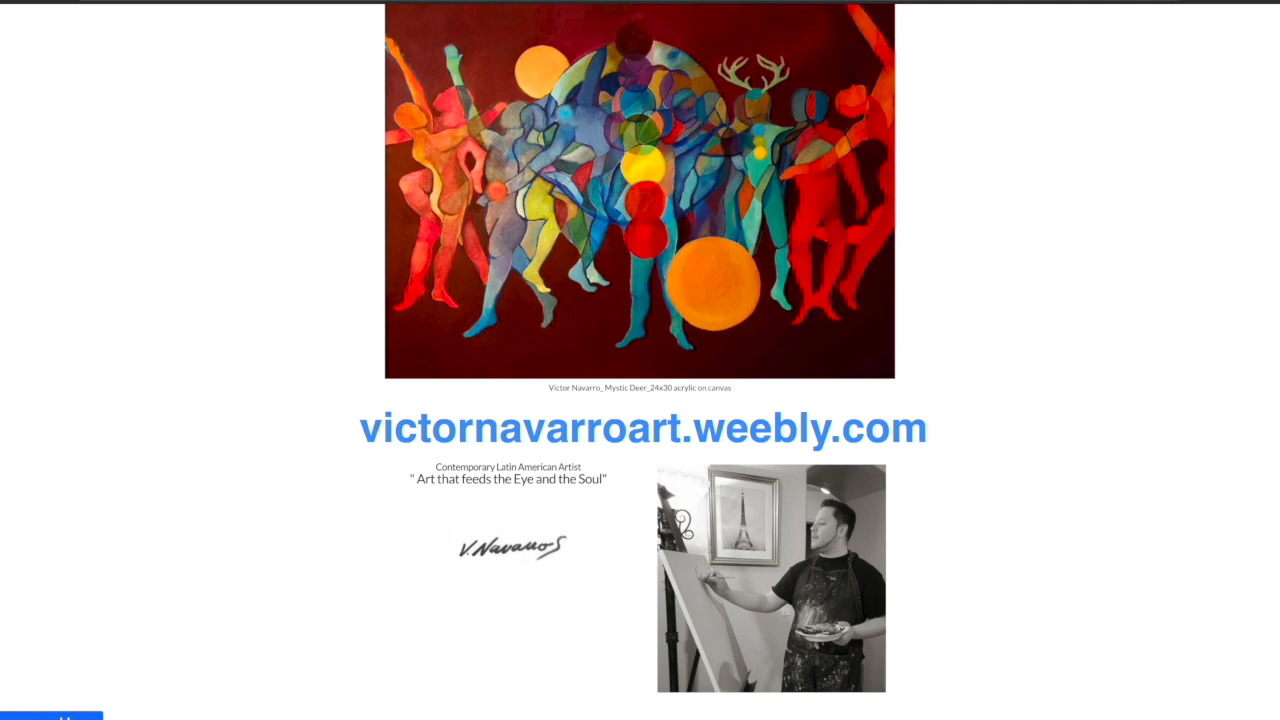 Victor Navarro_ Mystic Deer_24x30 acrylic on canvas
victornavarroart.weebly.com
Contemporary Latin American Artist
" Art that feeds the Eye and the Soul"
V. Navarro S